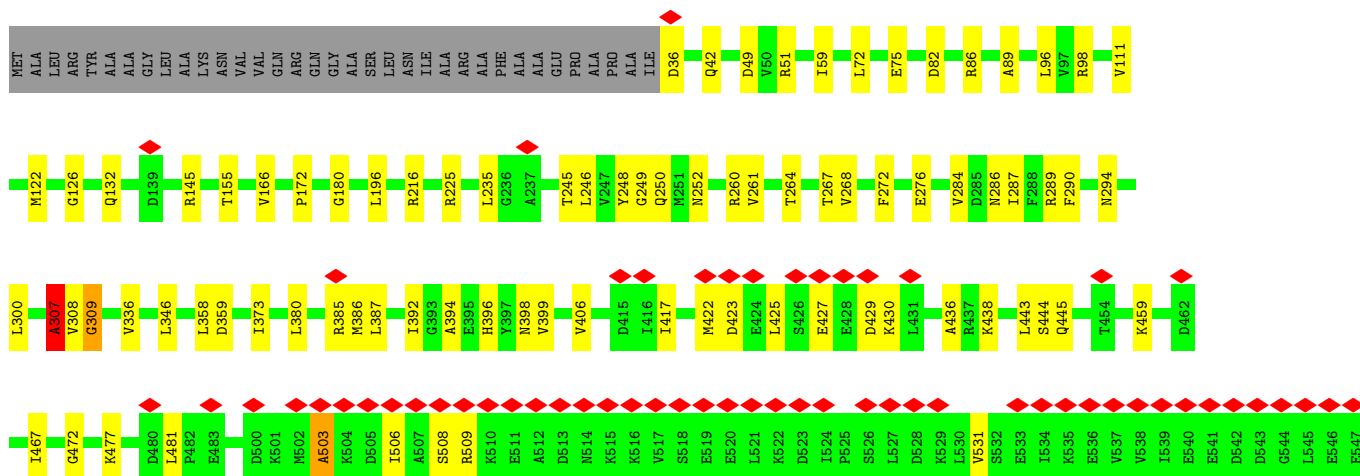 MET ALA LEU ARG TYR ALA ALA GLY LEU ALA LYS ASN VAL VAL GLN ARG GLN GLY ALA SER LEU ASN ILE ALA ARG ALA PHE ALA ALA GLU PRO ALA PRO ALA ILE D36 Q42 D49 V50 R51 I59 L72 E75 D82 R86 A89 L96 V97 R98 V111
M122 G126 Q132 D139 R145 T155 V166 P172 G180 L196 R216 R225 L235 G236 A237 T245 L246 V247 Y248 G249 Q250 M251 N252 R260 V261 T264 T267 V268 F272 E276 V284 D285 N286 I287 F288 R289 F290 N294
L300 A307 V308 G309 V336 L346 L358 D359 I373 L380 R385 M386 L387 I392 G393 A394 E395 H396 Y397 N398 V399 V406 D415 I416 I417 M422 D423 E424 L425 S426 E427 E428 D429 K430 L431 A436 R437 K438 L443 S444 Q445 T454 K459 D462
I467 G472 K477 D480 L481 P482 E483 D500 K501 M502 A503 K504 D505 I506 A507 S508 R509 K510 E511 A512 D513 N514 K515 K516 V517 S518 E519 E520 L521 K522 D523 I524 P525 S526 L527 D528 K529 L530 V531 S532 E533 I534 K535 E536 V537 V538 I539 E540 E541 D542 D543 G544 L545 E546 E547